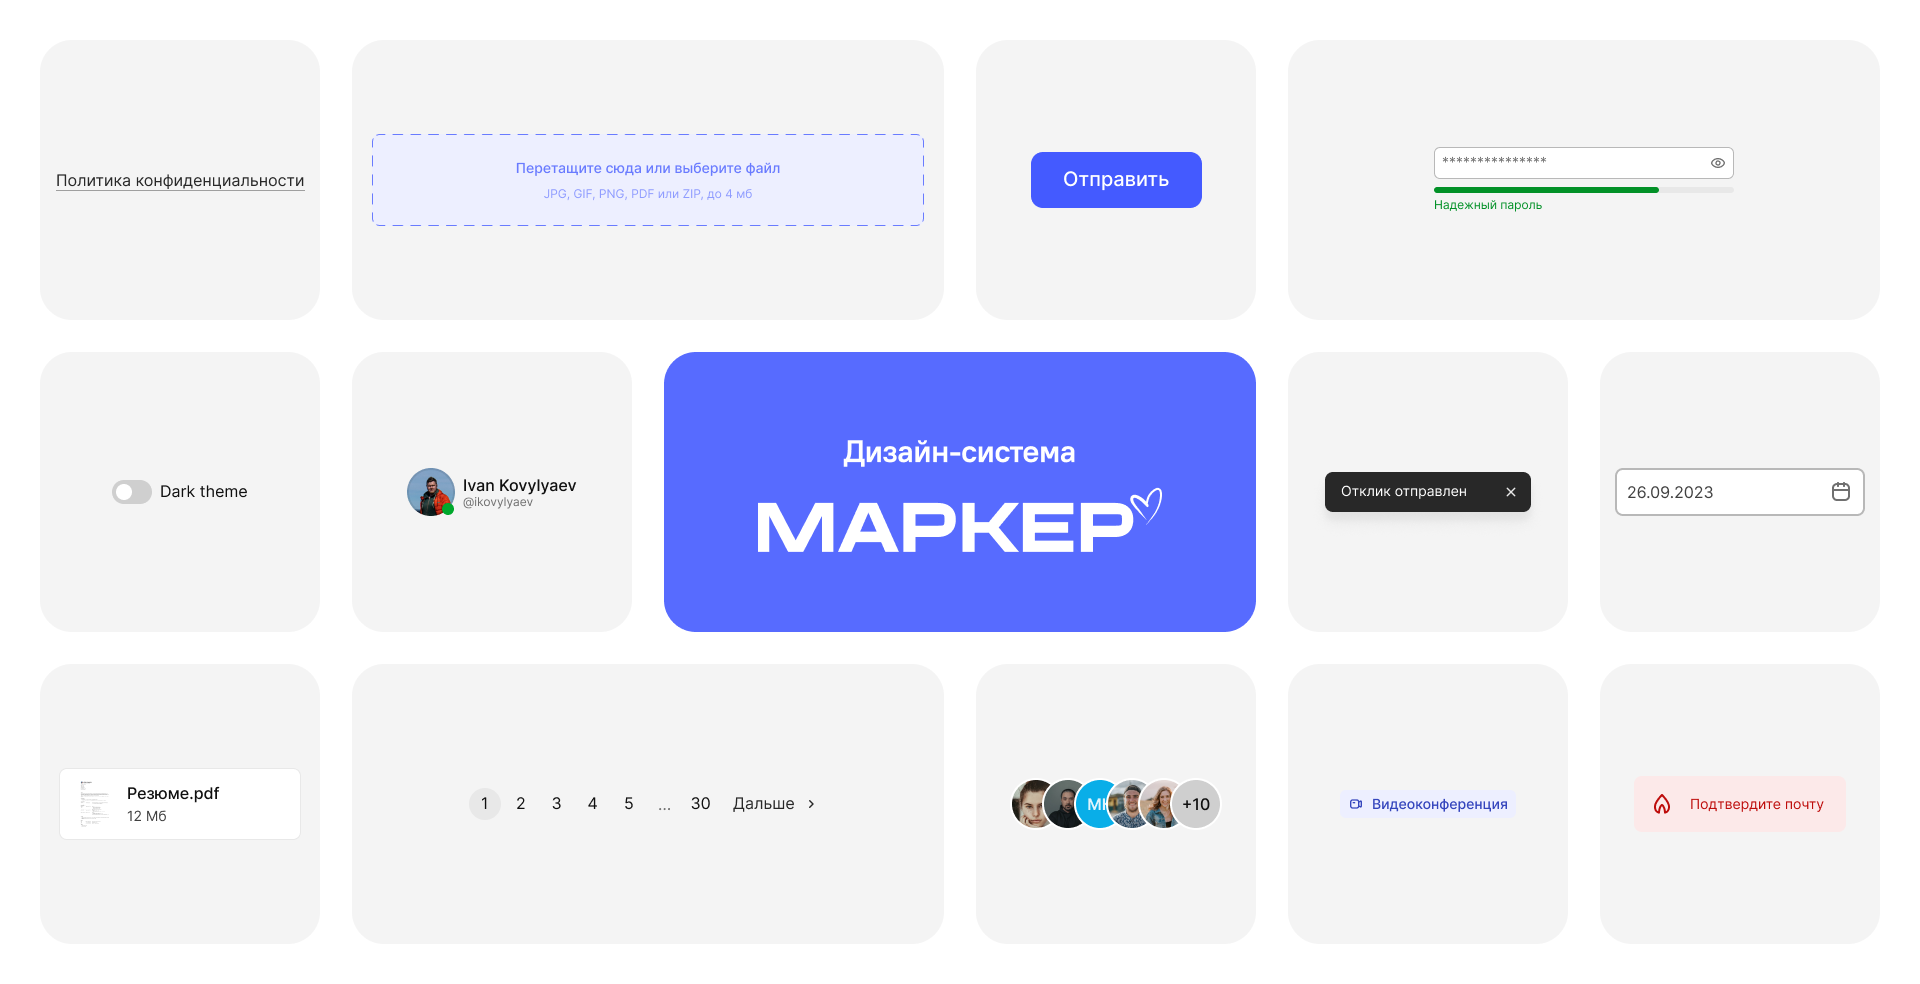 Политика конфиденциальности
Перетащите сюда или выберите файл
JPG, GIF, PNG, PDF или ZIP, до 4 мб
Отправить
***************
Надежный пароль
Dark theme
Ivan Kovylyaev
@ikovylyaev
Дизайн-система
МАРКЕР
Отклик отправлен
26.09.2023
Резюме.pdf
12 Мб
1 2 3 4 5 ... 30 Дальше
+10
Видеоконференция
Подтвердите почту